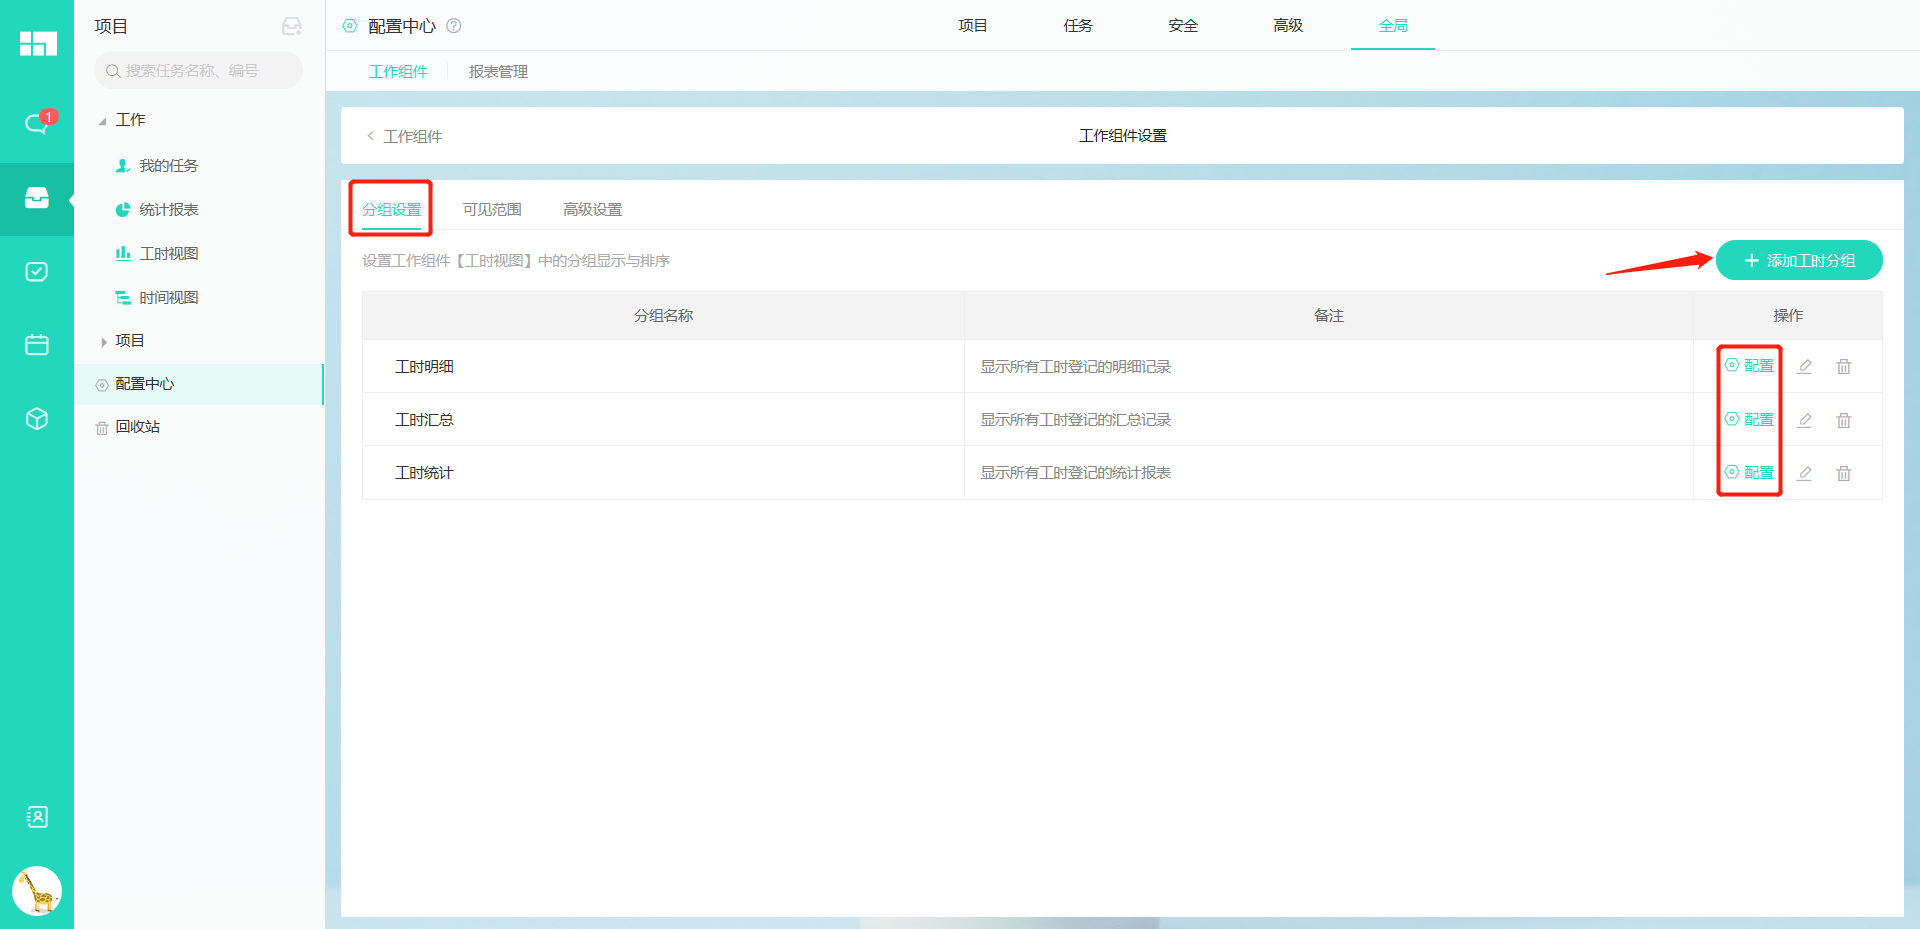 项目
搜索任务名称、编号
1
工作
我的任务
统计报表
工时视图
时间视图
项目
配置中心
回收站
配置中心
项目
任务
安全
高级
全局
工作组件
报表管理
工作组件
工作组件设置
分组设置
可见范围
高级设置
设置工作组件【工时视图】中的分组显示与排序
添加工时分组
分组名称 备注 操作
工时明细 显示所有工时登记的明细记录 配置
工时汇总 显示所有工时登记的汇总记录 配置
工时统计 显示所有工时登记的统计报表 配置